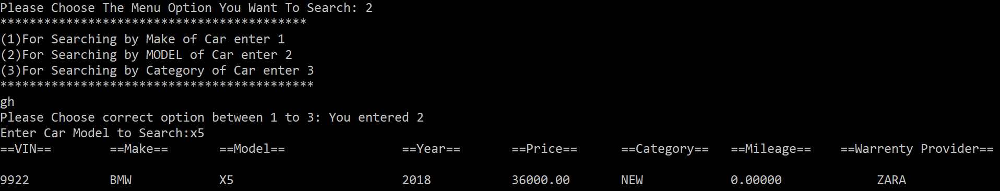 Please Choose The Menu Option You Want To Search: 2
******************************************
(1)For Searching by Make of Car enter 1
(2)For Searching by MODEL of Car enter 2
(3)For Searching by Category of Car enter 3
*******************************************
gh
Please Choose correct option between 1 to 3: You entered 2
Enter Car Model to Search:x5
==VIN== ==Make== ==Model== ==Year== ==Price== ==Category== ==Mileage== ==Warrenty Provider==
9922 BMW X5 2018 36000.00 NEW 0.00000 ZARA